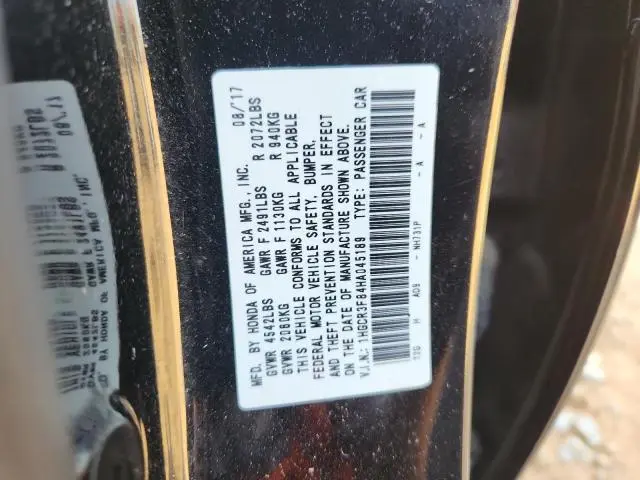 MFD. BY HONDA OF AMERICA MFG., INC. 08/17
GVWR 4542LBS GAWR F 2491LBS R 2072LBS
GVWR 2060KG GAWR F 1130KG R 940KG
THIS VEHICLE CONFORMS TO ALL APPLICABLE
FEDERAL MOTOR VEHICLE SAFETY, BUMPER,
AND THEFT PREVENTION STANDARDS IN EFFECT
ON THE DATE OF MANUFACTURE SHOWN ABOVE.
V.I.N.: 1HGCR3F84HA045189 TYPE: PASSENGER CAR
H AO9 NH731P A A